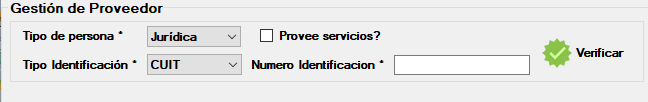 Gestión de Proveedor
Tipo de persona * Jurídica Provee servicios?
Tipo Identificación * CUIT Numero Identificacion * Verificar